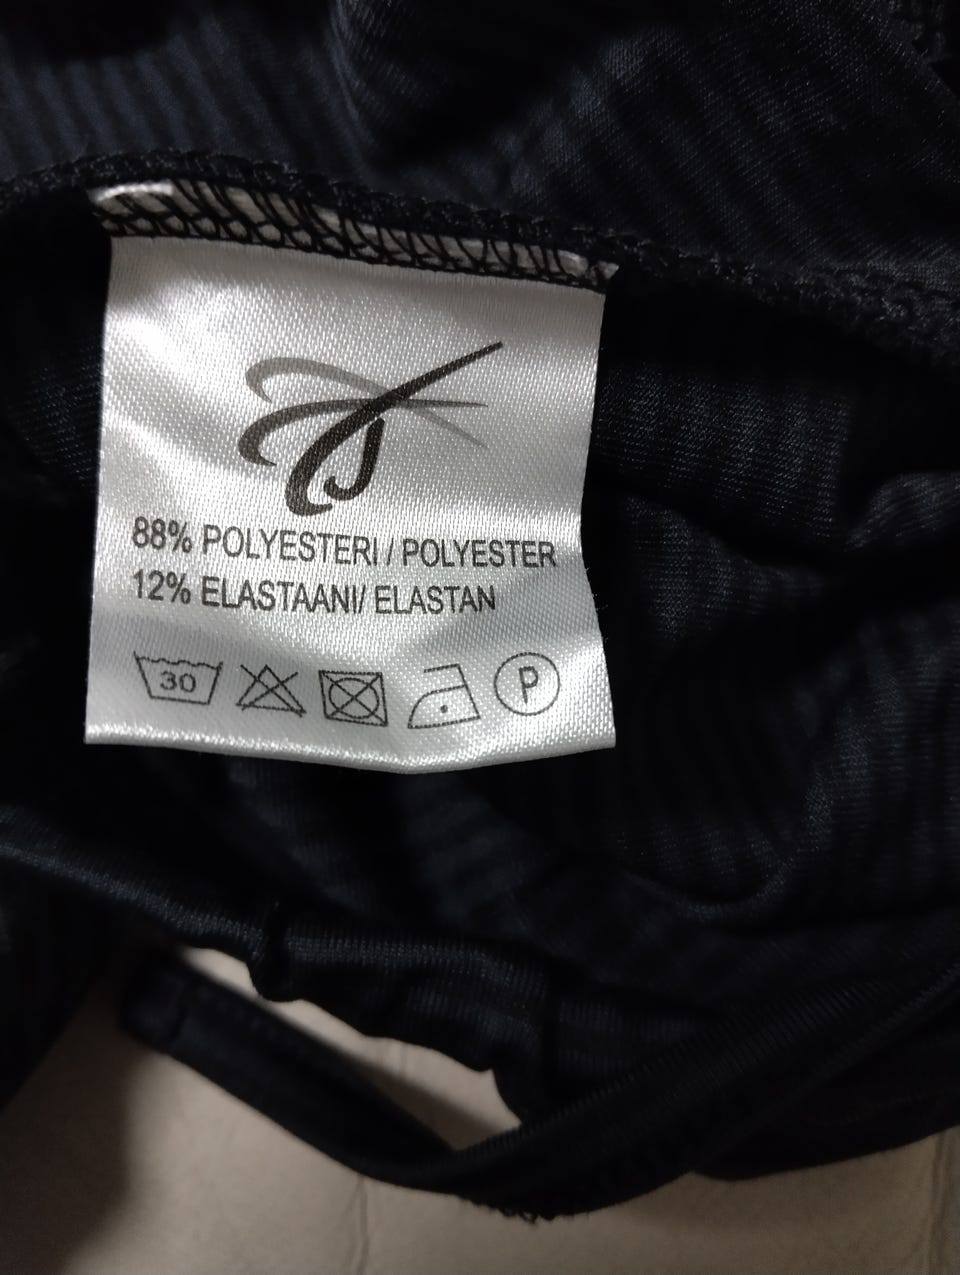 88% POLYESTERI / POLYESTER
12% ELASTAANI/ ELASTAN
30 P